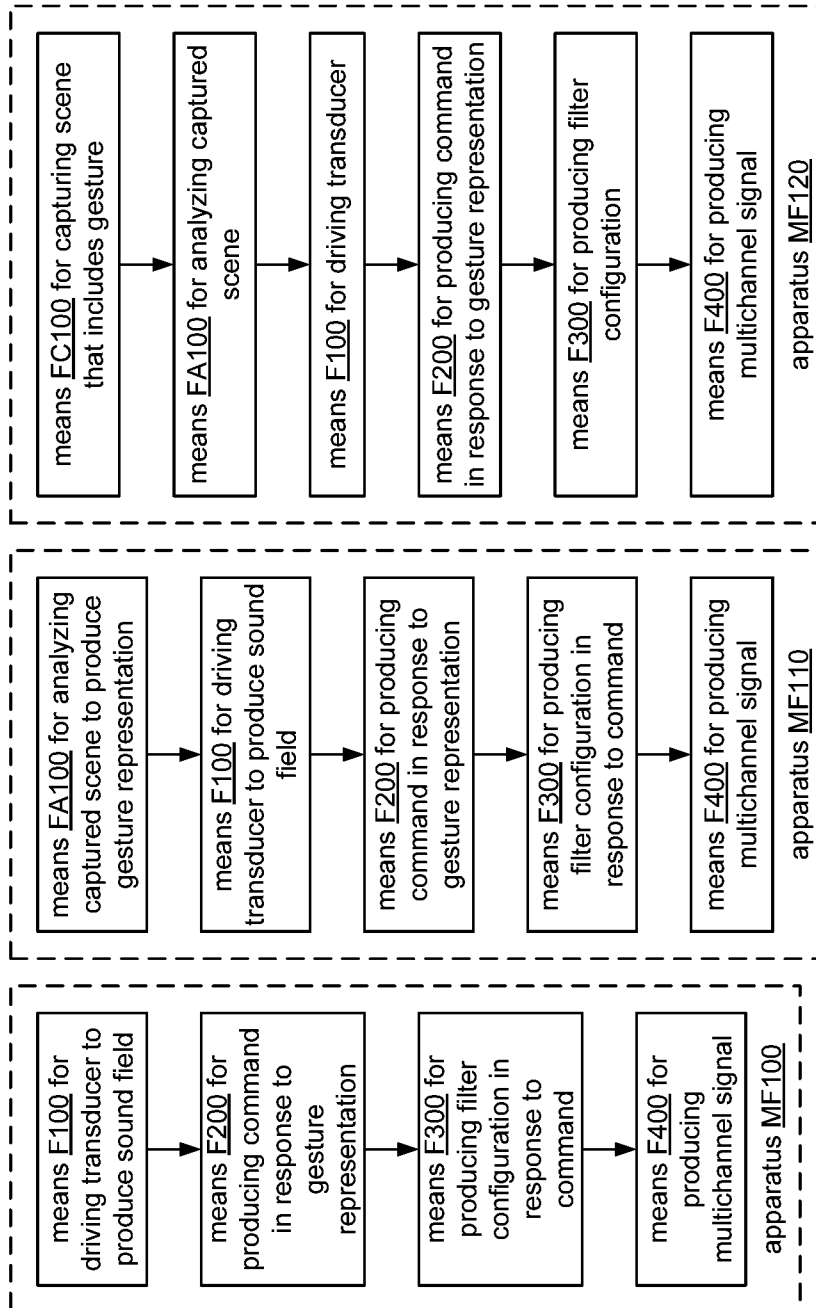 means F100 for
driving transducer to
produce sound field
means F200 for
producing command
in response to
gesture
representation
means F300 for
producing filter
configuration in
response to
command
means F400 for
producing
multichannel signal
apparatus MF100
means FA100 for analyzing
captured scene to produce
gesture representation
means F100 for driving
transducer to produce sound
field
means F200 for producing
command in response to
gesture representation
means F300 for producing
filter configuration in
response to command
means F400 for producing
multichannel signal
apparatus MF110
means FC100 for capturing scene
that includes gesture
means FA100 for analyzing captured
scene
means F100 for driving transducer
means F200 for producing command
in response to gesture representation
means F300 for producing filter
configuration
means F400 for producing
multichannel signal
apparatus MF120